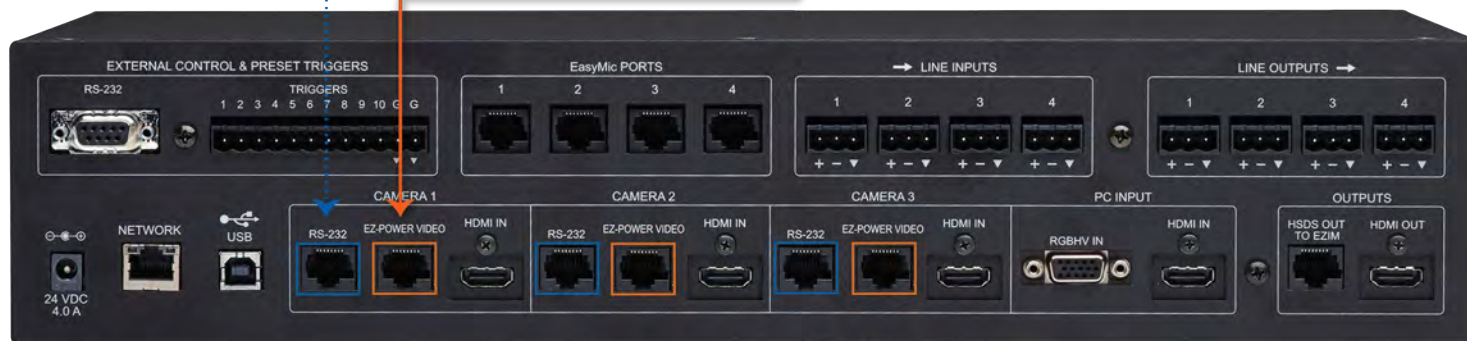 EXTERNAL CONTROL & PRESET TRIGGERS
RS-232
TRIGGERS
1 2 3 4 5 6 7 8 9 10 G G
EasyMic PORTS
1 2 3 4
→ LINE INPUTS
1 2 3 4
+ − ▼ + − ▼ + − ▼ + − ▼
LINE OUTPUTS →
1 2 3 4
+ − ▼ + − ▼ + − ▼ + − ▼
24 VDC
4.0 A
NETWORK
USB
CAMERA 1
RS-232
EZ-POWER VIDEO
HDMI IN
CAMERA 2
RS-232
EZ-POWER VIDEO
HDMI IN
CAMERA 3
RS-232
EZ-POWER VIDEO
HDMI IN
PC INPUT
RGBHV IN
HDMI IN
OUTPUTS
HSDS OUT
TO EZIM
HDMI OUT